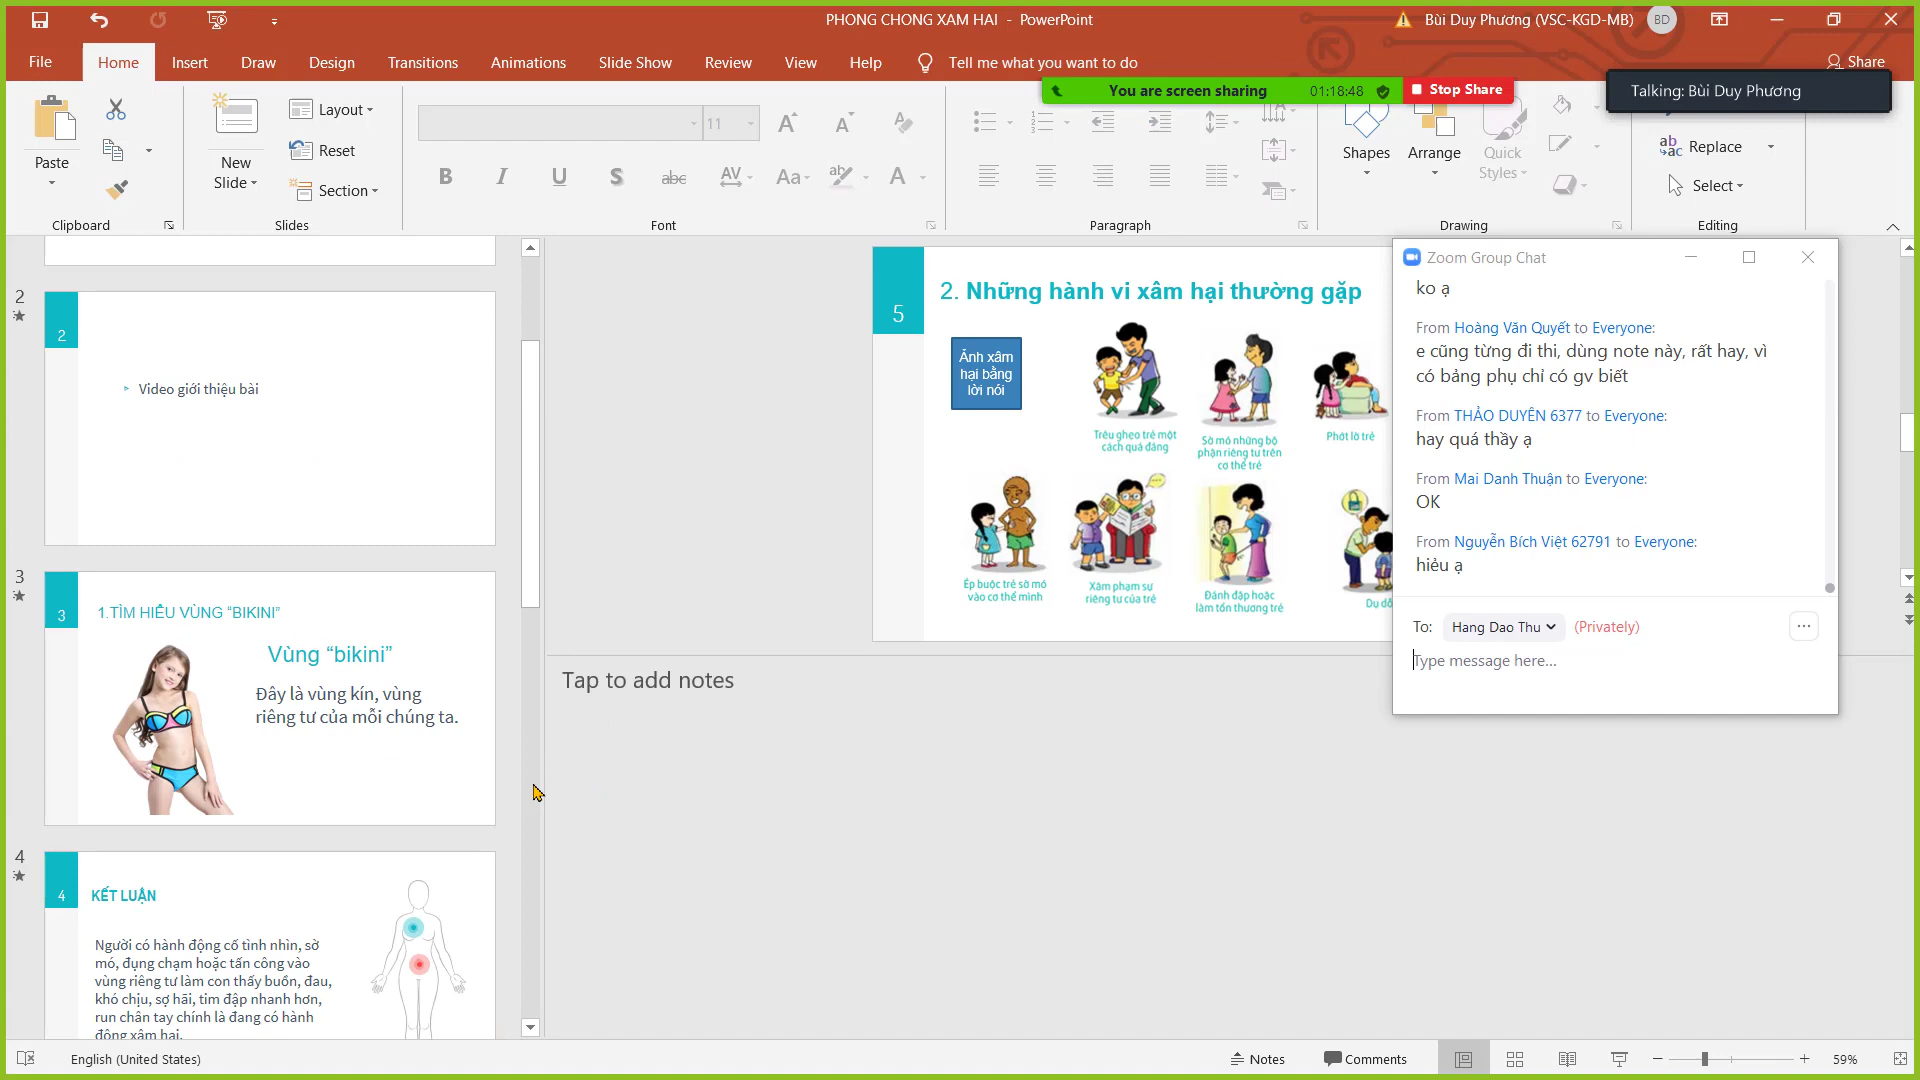 PHONG CHONG XAM HAI - PowerPoint
Bùi Duy Phương (VSC-KGD-MB)
BD
File
Home
Insert
Draw
Design
Transitions
Animations
Slide Show
Review
View
Help
Tell me what you want to do
Share
You are screen sharing
01:18:48
Stop Share
Talking: Bùi Duy Phương
Paste
New
Slide
Layout
Reset
Section
11
B
I
U
S
abc
AV
Aa
A
Shapes
Arrange
Quick
Styles
Replace
Select
Clipboard
Slides
Font
Paragraph
Drawing
Editing
2
2
Video giới thiệu bài
3
3
1.TÌM HIỂU VÙNG “BIKINI”
Vùng “bikini”
Đây là vùng kín, vùng
riêng tư của mỗi chúng ta.
4
4
KẾT LUẬN
Người có hành động cố tình nhìn, sờ
mó, đụng chạm hoặc tấn công vào
vùng riêng tư làm con thấy buồn, đau,
khó chịu, sợ hãi, tim đập nhanh hơn,
run chân tay chính là đang có hành
động xâm hại.
5
2. Những hành vi xâm hại thường gặp
Ảnh xâm
hại bằng
lời nói
Trêu ghẹo trẻ một
cách quá đáng
Sờ mó những bộ
phận riêng tư trên
cơ thể trẻ
Phớt lờ trẻ
Ép buộc trẻ sờ mó
vào cơ thể mình
Xâm phạm sự
riêng tư của trẻ
Đánh đập hoặc
làm tổn thương trẻ
Dụ dỗ
Tap to add notes
Zoom Group Chat
ko ạ
From Hoàng Văn Quyết to Everyone:
e cũng từng đi thi, dùng note này, rất hay, vì
có bảng phụ chỉ có gv biết
From THẢO DUYÊN 6377 to Everyone:
hay quá thầy ạ
From Mai Danh Thuận to Everyone:
OK
From Nguyễn Bích Việt 62791 to Everyone:
hiẻu ạ
To: Hang Dao Thu (Privately)
Type message here...
English (United States)
Notes
Comments
59%